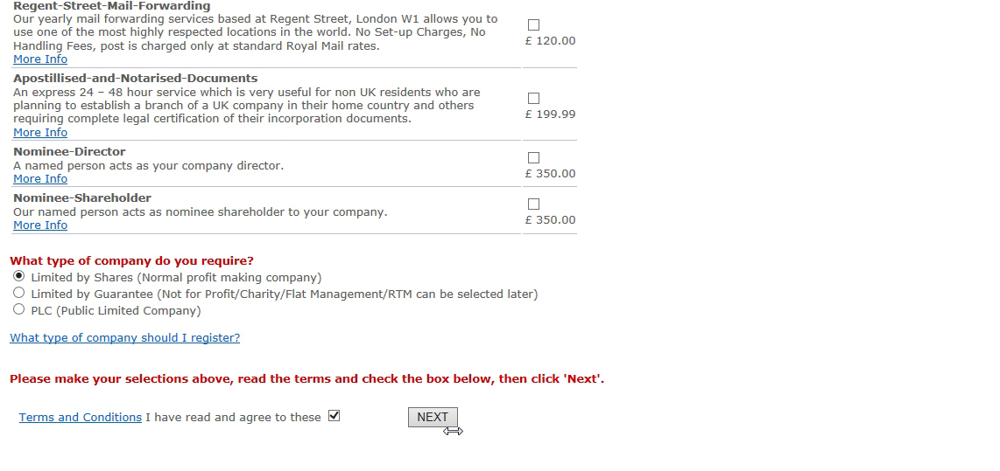 Regent-Street-Mail-Forwarding
Our yearly mail forwarding services based at Regent Street, London W1 allows you to
use one of the most highly respected locations in the world. No Set-up Charges, No
Handling Fees, post is charged only at standard Royal Mail rates.
More Info
£ 120.00
Apostillised-and-Notarised-Documents
An express 24 – 48 hour service which is very useful for non UK residents who are
planning to establish a branch of a UK company in their home country and others
requiring complete legal certification of their incorporation documents.
More Info
£ 199.99
Nominee-Director
A named person acts as your company director.
More Info
£ 350.00
Nominee-Shareholder
Our named person acts as nominee shareholder to your company.
More Info
£ 350.00
What type of company do you require?
Limited by Shares (Normal profit making company)
Limited by Guarantee (Not for Profit/Charity/Flat Management/RTM can be selected later)
PLC (Public Limited Company)
What type of company should I register?
Please make your selections above, read the terms and check the box below, then click 'Next'.
Terms and Conditions I have read and agree to these
NEXT